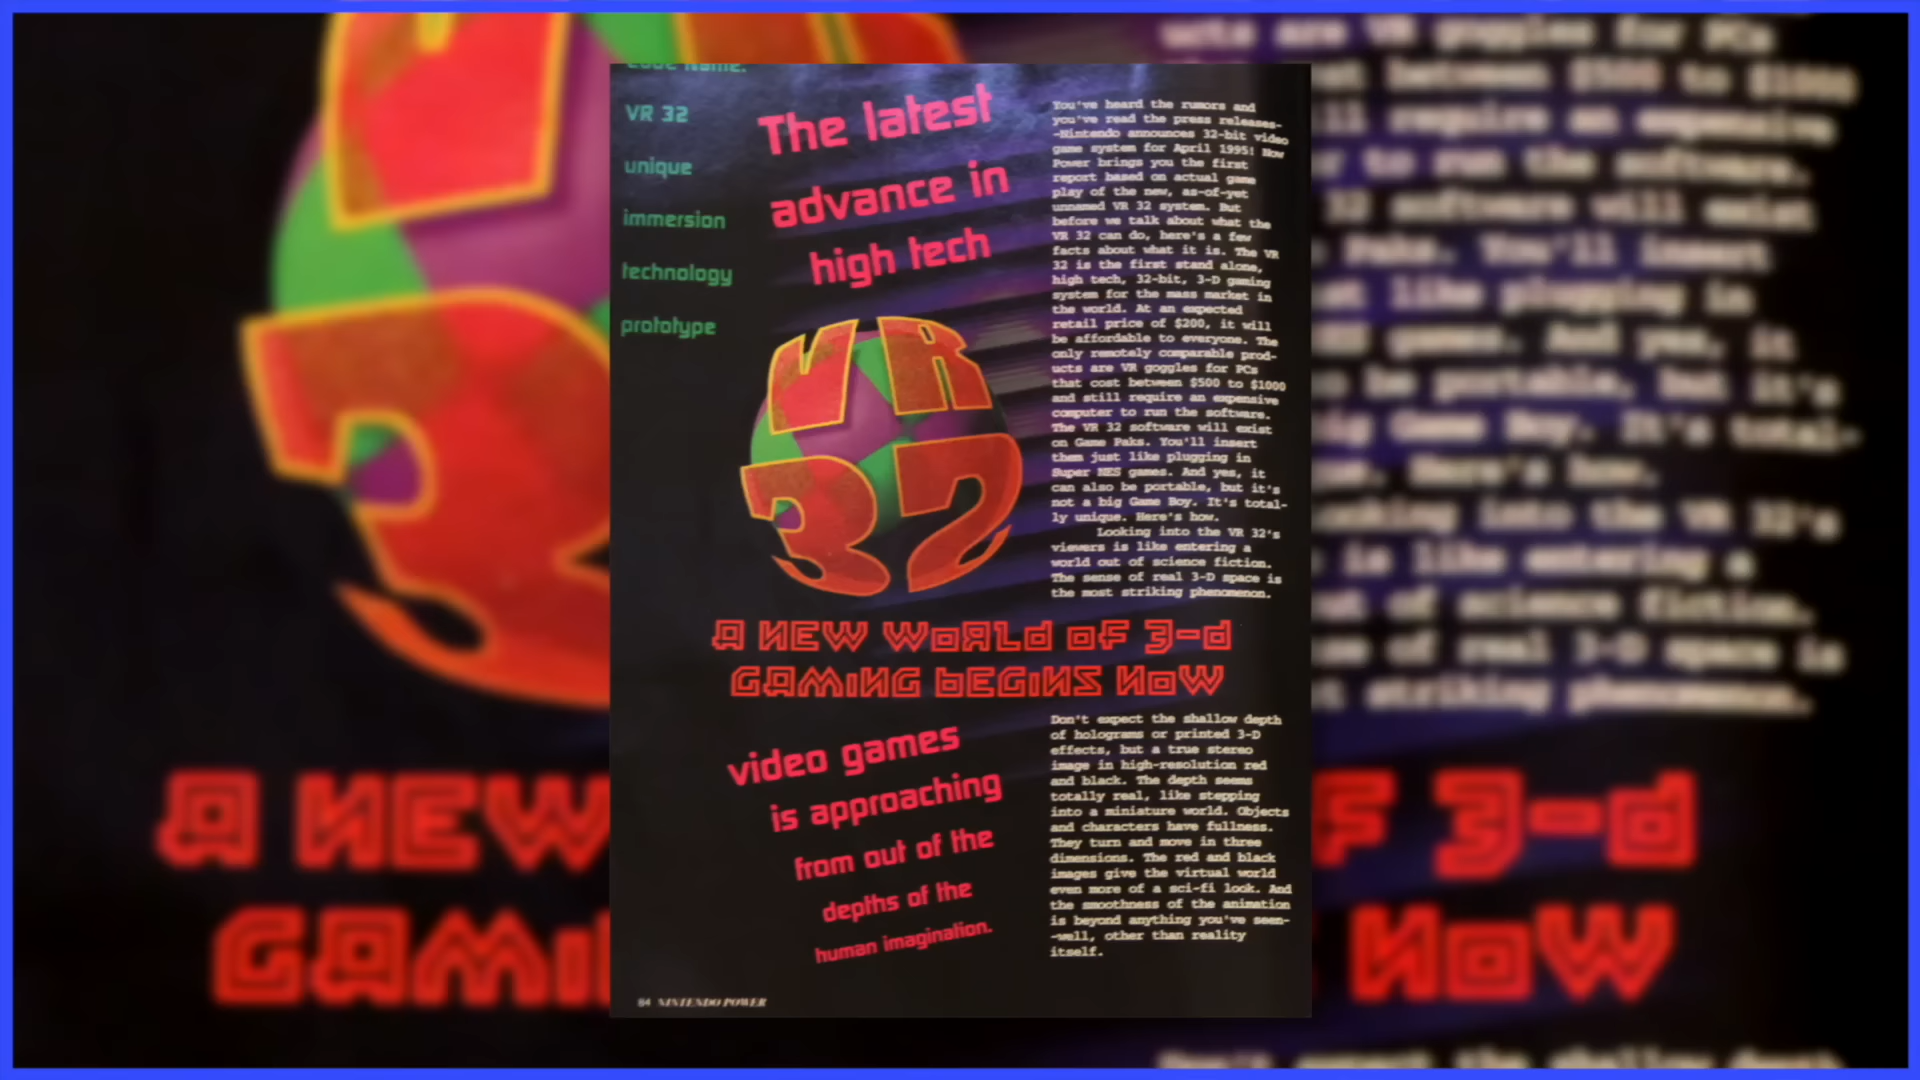 Code Name:
VR 32
unique
immersion
technology
prototype
The latest
advance in
high tech
VR
32
You've heard the rumors and
you've read the press releases-
-Nintendo announces 32-bit video
game system for April 1995! Now
Power brings you the first
report based on actual game
play of the new, as-of-yet
unnamed VR 32 system. But
before we talk about what the
VR 32 can do, here's a few
facts about what it is. The VR
32 is the first stand alone,
high tech, 32-bit, 3-D gaming
system for the mass market in
the world. At an expected
retail price of $200, it will
be affordable to everyone. The
only remotely comparable prod-
ucts are VR goggles for PCs
that cost between $500 to $1000
and still require an expensive
computer to run the software.
The VR 32 software will exist
on Game Paks. You'll insert
them just like plugging in
Super NES games. And yes, it
can also be portable, but it's
not a big Game Boy. It's total-
ly unique. Here's how.
Looking into the VR 32's
viewers is like entering a
world out of science fiction.
The sense of real 3-D space is
the most striking phenomenon.
A NEW WoRLd oF 3-d
GAMiNG bEGiNS NoW
video games
is approaching
from out of the
depths of the
human imagination.
Don't expect the shallow depth
of holograms or printed 3-D
effects, but a true stereo
image in high-resolution red
and black. The depth seems
totally real, like stepping
into a miniature world. Objects
and characters have fullness.
They turn and move in three
dimensions. The red and black
images give the virtual world
even more of a sci-fi look. And
the smoothness of the animation
is beyond anything you've seen-
-well, other than reality
itself.
84 NINTENDO POWER